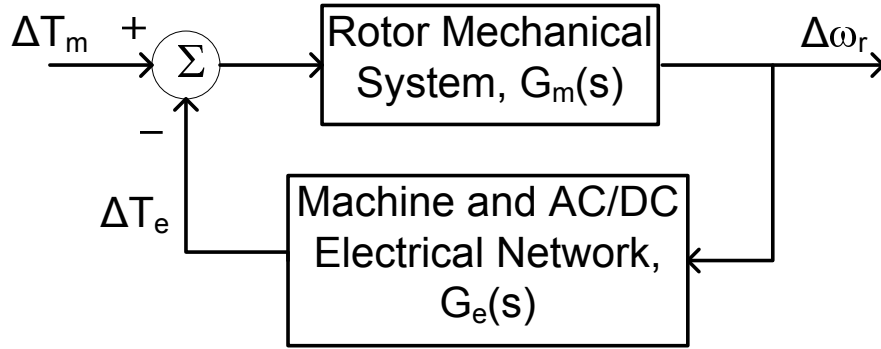 ΔTm
+
Σ
Rotor Mechanical
System, Gm(s)
Δωr
−
ΔTe
Machine and AC/DC
Electrical Network,
Ge(s)